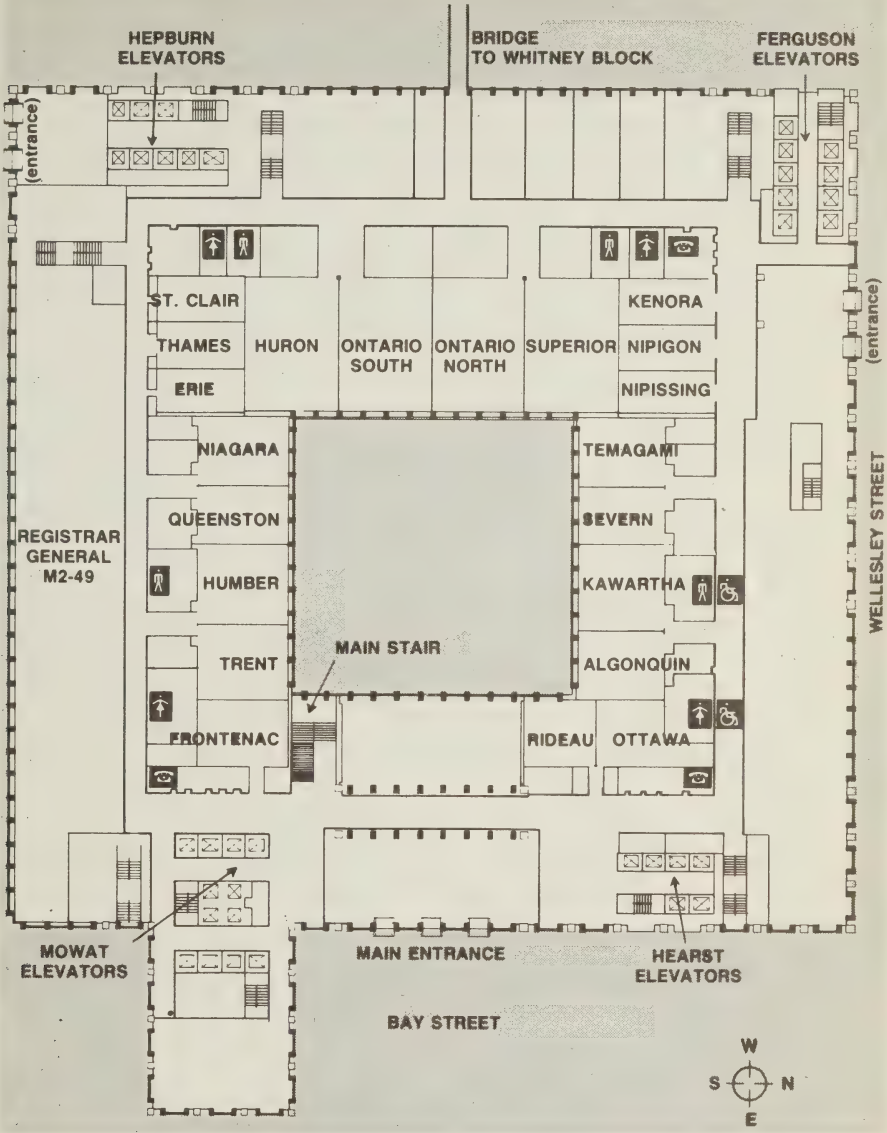 HEPBURN
ELEVATORS
BRIDGE
TO WHITNEY BLOCK
FERGUSON
ELEVATORS
(entrance)
ST. CLAIR
KENORA
(entrance)
THAMES
HURON
ONTARIO
SOUTH
ONTARIO
NORTH
SUPERIOR
NIPIGON
ERIE
NIPISSING
NIAGARA
TEMAGAMI
QUEENSTON
SEVERN
REGISTRAR
GENERAL
M2-49
HUMBER
KAWARTHA
WELLESLEY STREET
MAIN STAIR
TRENT
ALGONQUIN
FRONTENAC
RIDEAU
OTTAWA
MOWAT
ELEVATORS
MAIN ENTRANCE
HEARST
ELEVATORS
BAY STREET
W
S
N
E